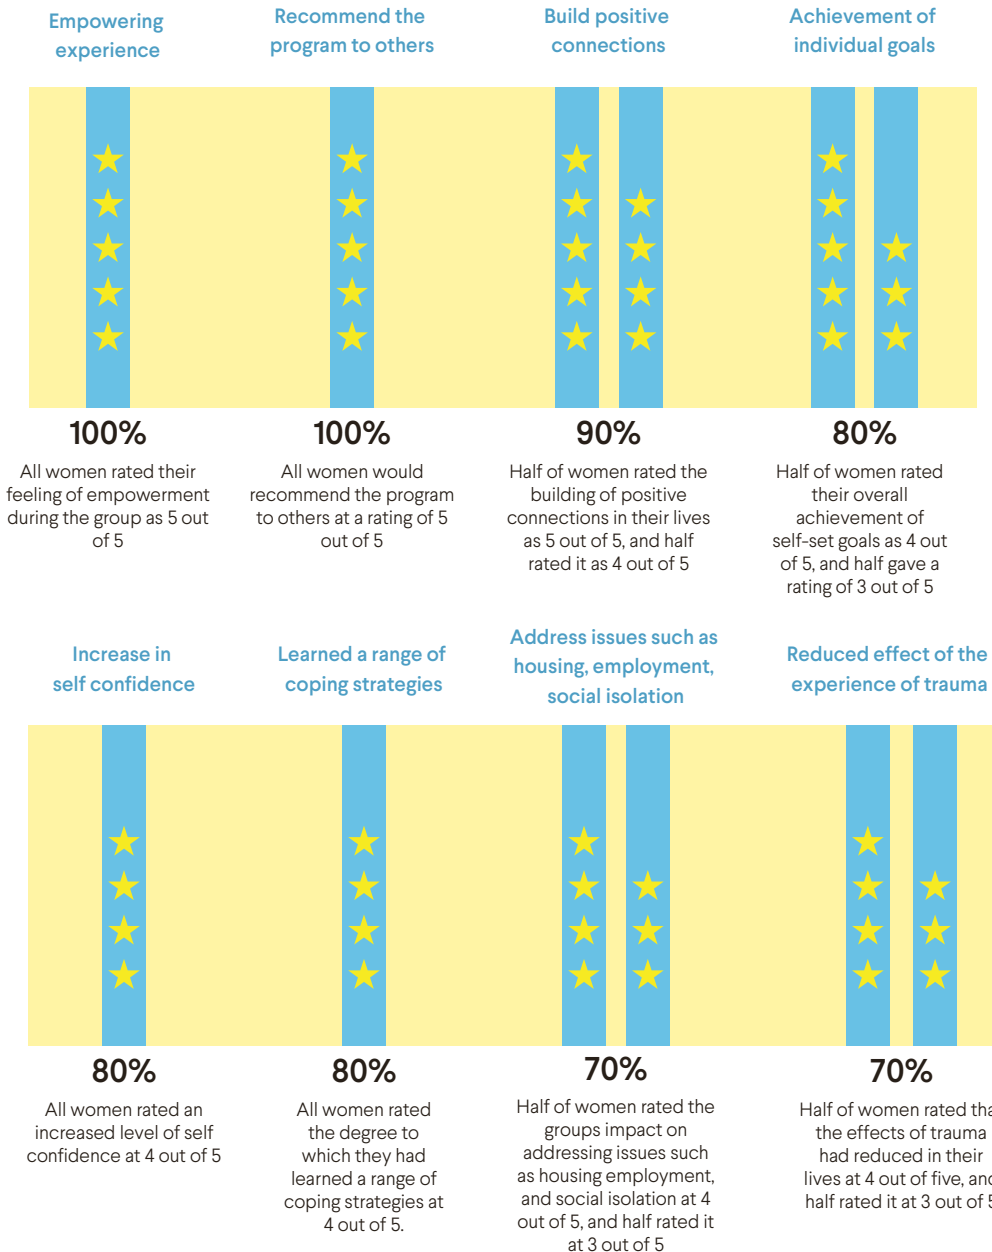 Empowering
experience
Recommend the
program to others
Build positive
connections
Achievement of
individual goals
100%
All women rated their
feeling of empowerment
during the group as 5 out
of 5
100%
All women would
recommend the program
to others at a rating of 5
out of 5
90%
Half of women rated the
building of positive
connections in their lives
as 5 out of 5, and half
rated it as 4 out of 5
80%
Half of women rated
their overall
achievement of
self-set goals as 4 out
of 5, and half gave a
rating of 3 out of 5
Increase in
self confidence
Learned a range of
coping strategies
Address issues such as
housing, employment,
social isolation
Reduced effect of the
experience of trauma
80%
All women rated an
increased level of self
confidence at 4 out of 5
80%
All women rated
the degree to
which they had
learned a range of
coping strategies at
4 out of 5.
70%
Half of women rated the
groups impact on
addressing issues such
as housing employment,
and social isolation at 4
out of 5, and half rated it
at 3 out of 5
70%
Half of women rated
the effects of trauma
had reduced in their
lives at 4 out of five,
half rated it at 3 out of 5